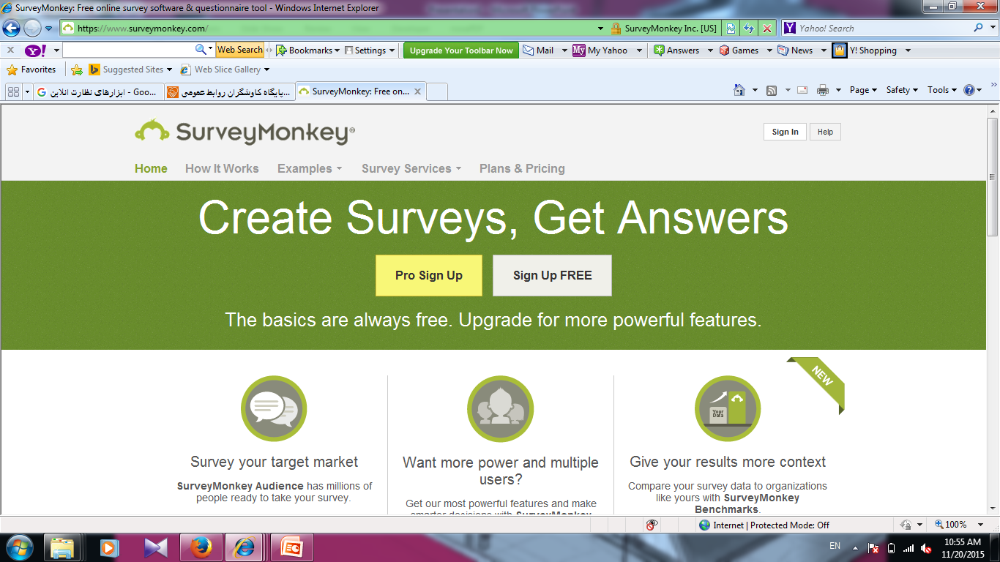 SurveyMonkey: Free online survey software & questionnaire tool - Windows Internet Explorer
https://www.surveymonkey.com/
SurveyMonkey Inc. [US]
Yahoo! Search
Y!
Web Search
Bookmarks
Settings
Upgrade Your Toolbar Now
Mail
My Yahoo
Answers
Games
News
Y! Shopping
Favorites
Suggested Sites
Web Slice Gallery
ابزارهای نظارت انلاین - Goo...
پایگاه کاوشگران روابط عمومی...
SurveyMonkey: Free on...
Page
Safety
Tools
SurveyMonkey®
Sign In
Help
Home
How It Works
Examples
Survey Services
Plans & Pricing
Create Surveys, Get Answers
Pro Sign Up
Sign Up FREE
The basics are always free. Upgrade for more powerful features.
NEW
Your
Data
Survey your target market
SurveyMonkey Audience has millions of
people ready to take your survey.
Want more power and multiple
users?
Get our most powerful features and make
smarter decisions with SurveyMonkey
Give your results more context
Compare your survey data to organizations
like yours with SurveyMonkey
Benchmarks.
Internet | Protected Mode: Off
100%
EN
10:55 AM
11/20/2015